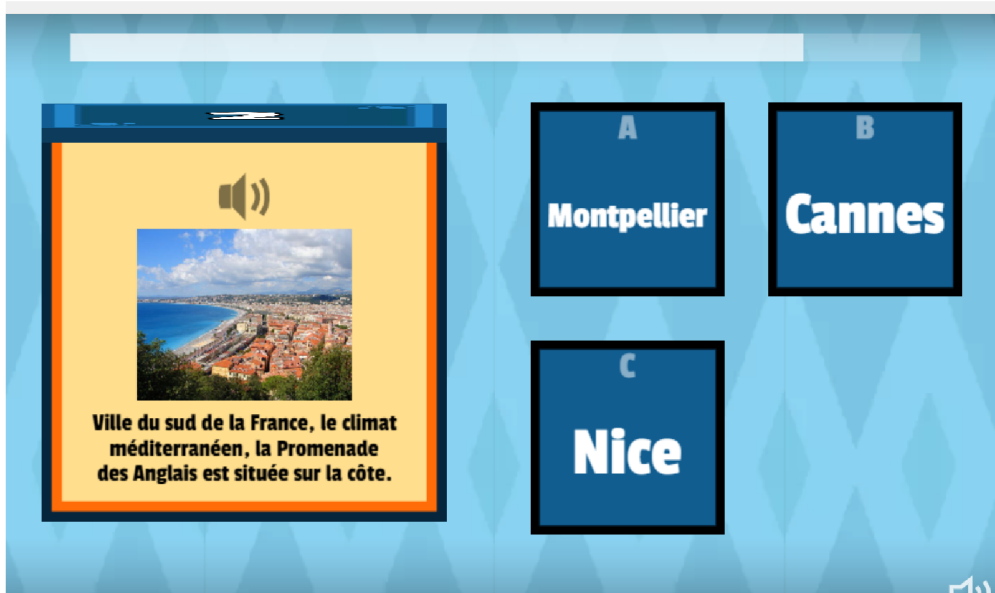 Ville du sud de la France, le climat
méditerranéen, la Promenade
des Anglais est située sur la côte.
A
Montpellier
B
Cannes
C
Nice